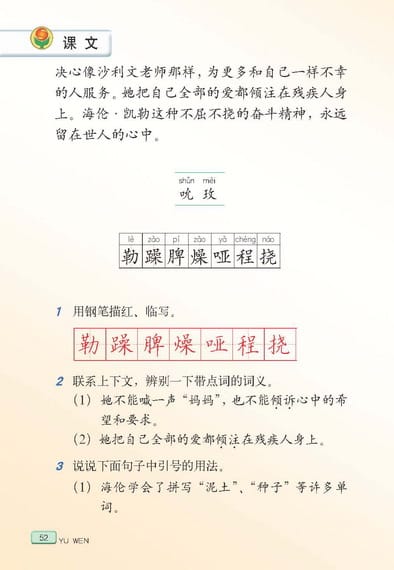 课文
决心像沙利文老师那样，为更多和自己一样不幸
的人服务。她把自己全部的爱都倾注在残疾人身
上。海伦·凯勒这种不屈不挠的奋斗精神，永远
留在世人的心中。
shǔn méi
吮 玫
lè zào pí zào yǎ chéng náo
勒躁脾燥哑程挠
1 用钢笔描红、临写。
勒躁脾燥哑程挠
2 联系上下文，辨别一下带点词的词义。
（1）她不能喊一声“妈妈”，也不能倾诉心中的希
望和要求。
（2）她把自己全部的爱都倾注在残疾人身上。
3 说说下面句子中引号的用法。
（1）海伦学会了拼写“泥土”、“种子”等许多单
词。
52 YU WEN